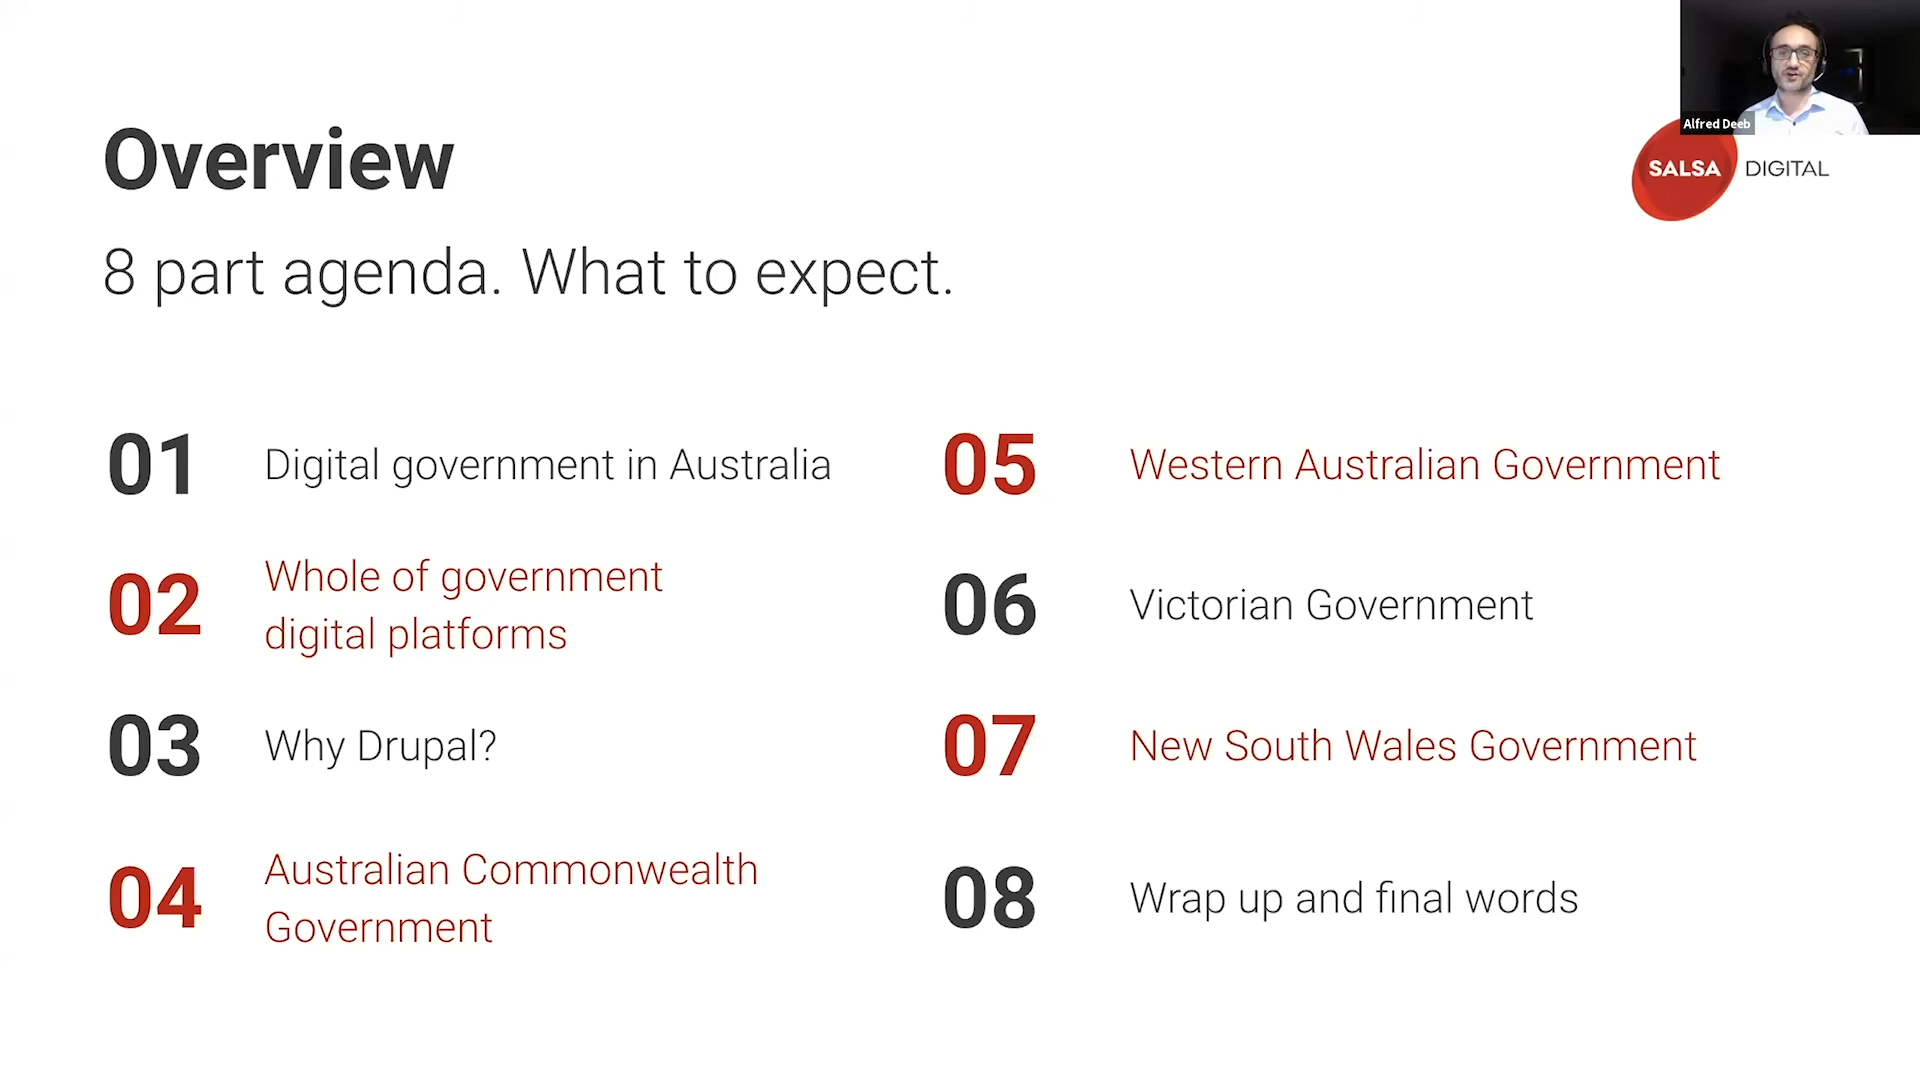 Alfred Deeb
SALSA DIGITAL
Overview
8 part agenda. What to expect.
01 Digital government in Australia
02 Whole of government
digital platforms
03 Why Drupal?
04 Australian Commonwealth
Government
05 Western Australian Government
06 Victorian Government
07 New South Wales Government
08 Wrap up and final words